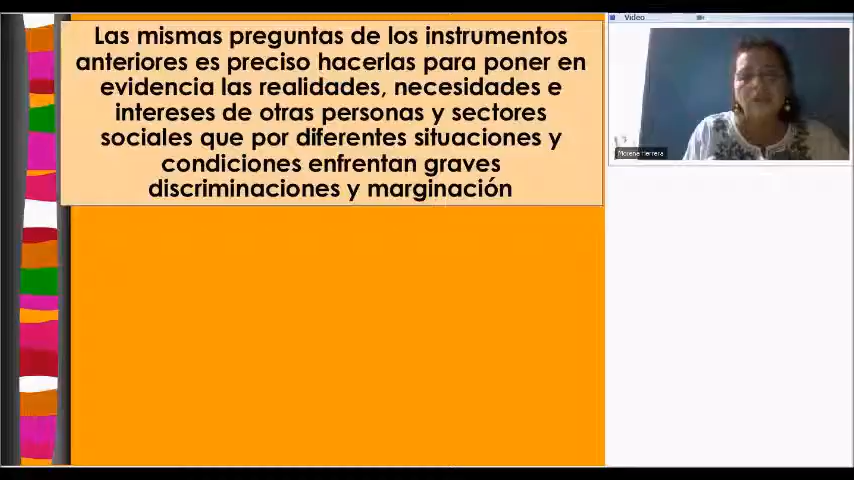 Las mismas preguntas de los instrumentos
anteriores es preciso hacerlas para poner en
evidencia las realidades, necesidades e
intereses de otras personas y sectores
sociales que por diferentes situaciones y
condiciones enfrentan graves
discriminaciones y marginación
Video
Morena Herrera